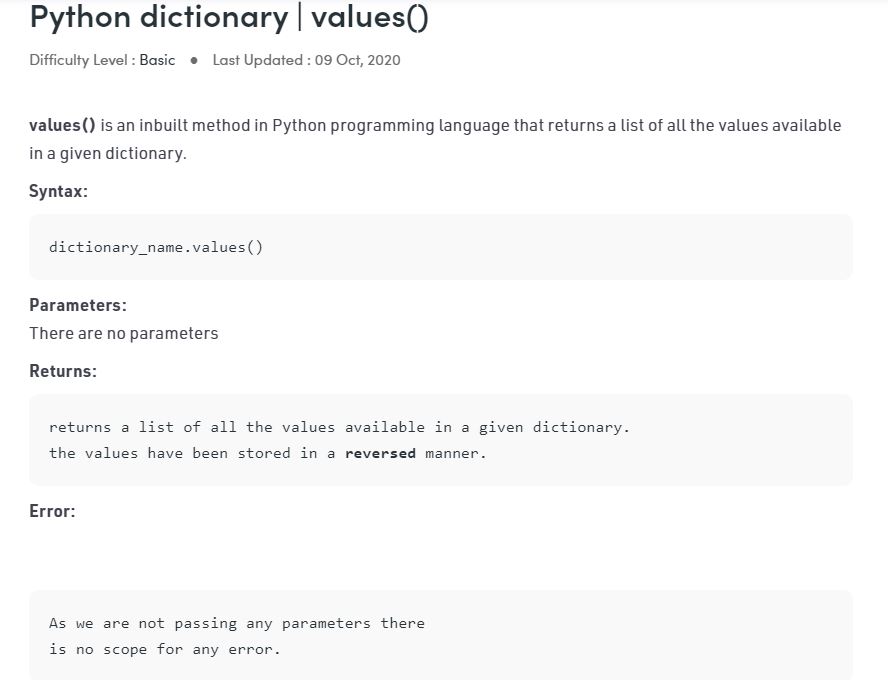 Python dictionary | values()
Difficulty Level : Basic ● Last Updated : 09 Oct, 2020
values() is an inbuilt method in Python programming language that returns a list of all the values available
in a given dictionary.
Syntax:
dictionary_name.values()
Parameters:
There are no parameters
Returns:
returns a list of all the values available in a given dictionary.
the values have been stored in a reversed manner.
Error:
As we are not passing any parameters there
is no scope for any error.